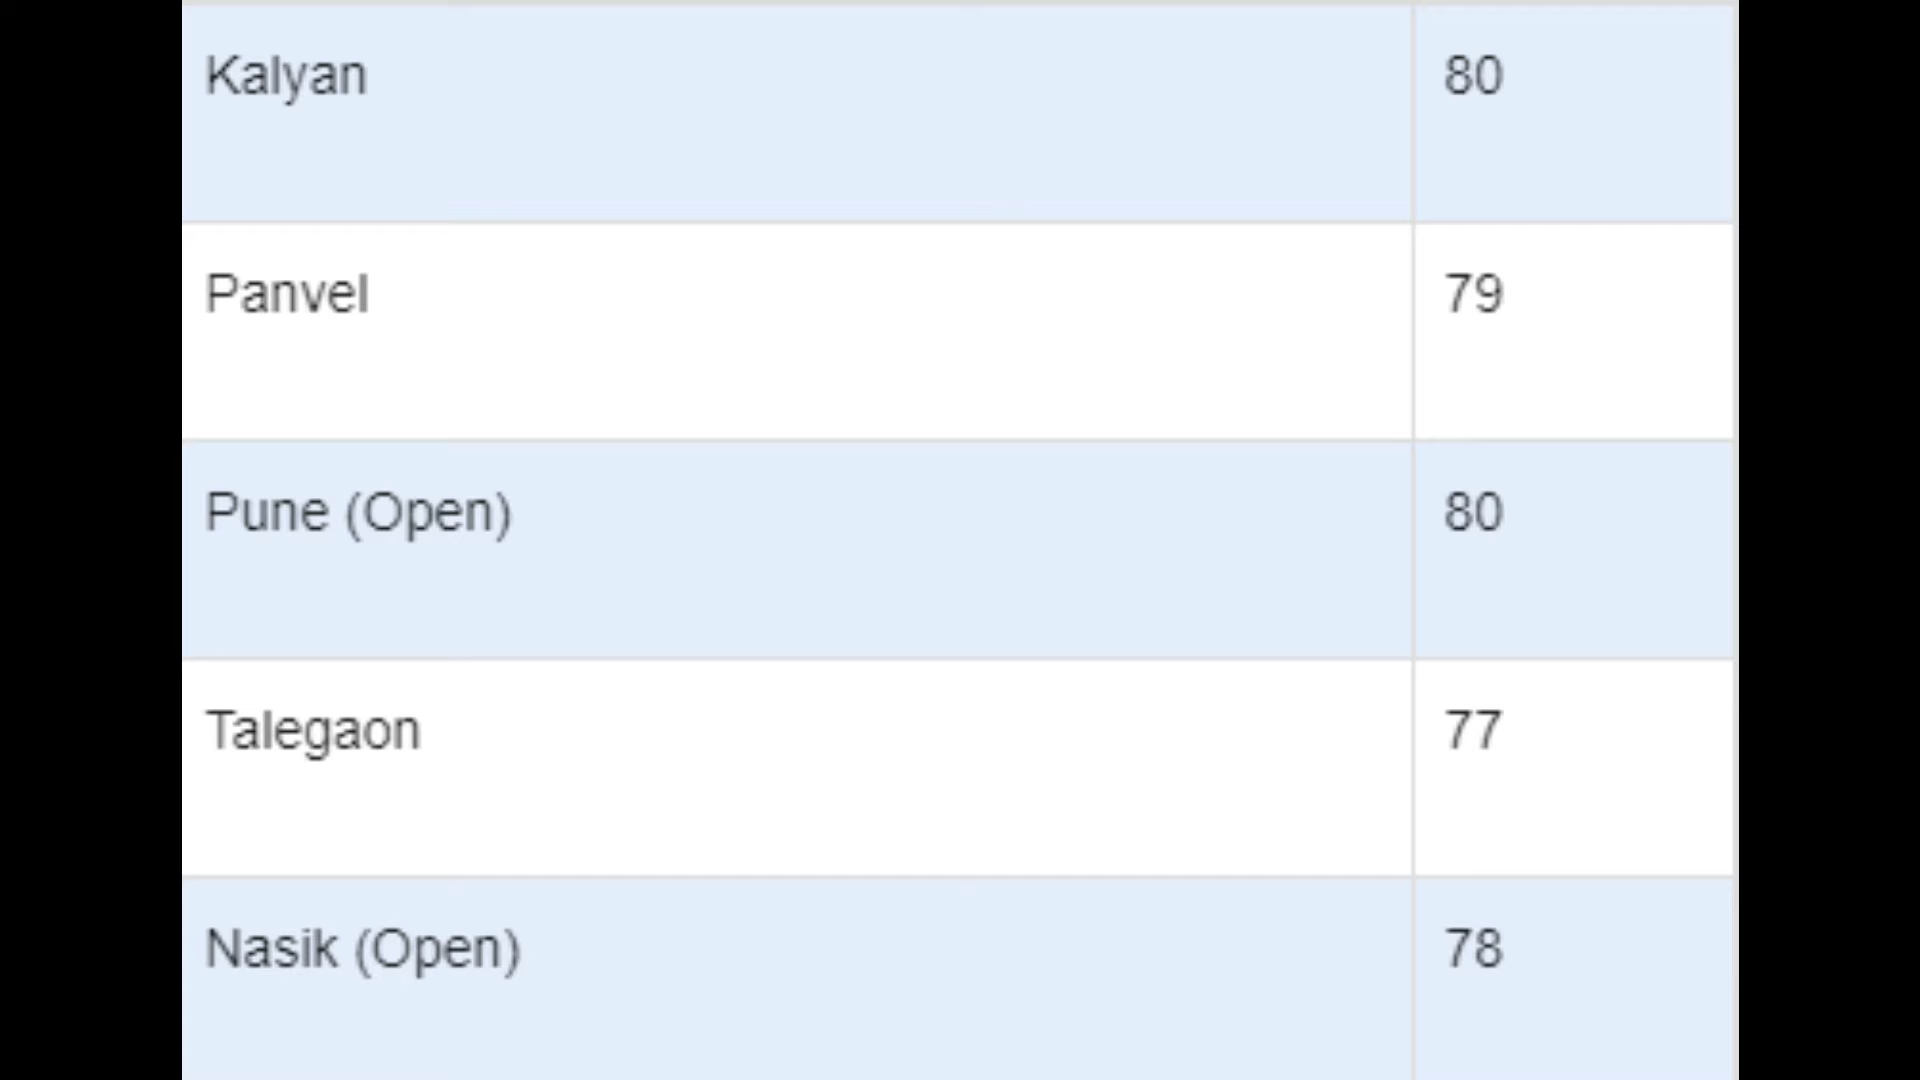 Kalyan 80
Panvel 79
Pune (Open) 80
Talegaon 77
Nasik (Open) 78